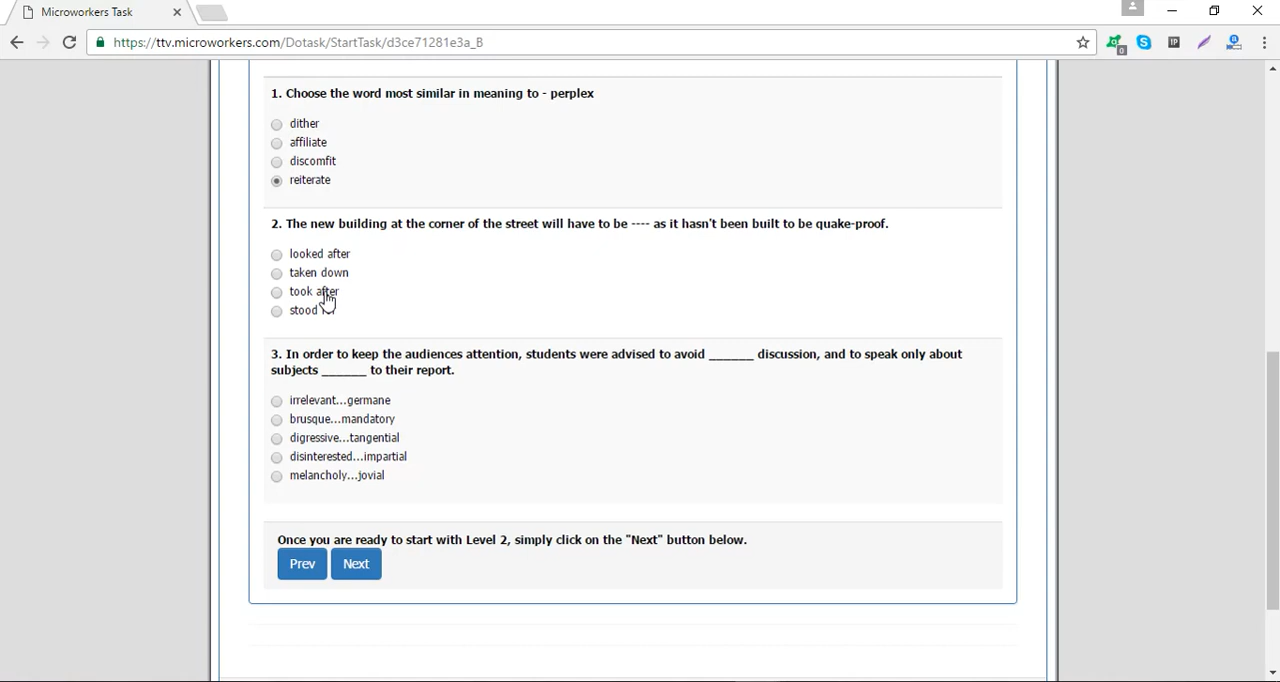 Microworkers Task
https://ttv.microworkers.com/Dotask/StartTask/d3ce71281e3a_B
0
IP
1. Choose the word most similar in meaning to - perplex
dither
affiliate
discomfit
reiterate
2. The new building at the corner of the street will have to be ---- as it hasn't been built to be quake-proof.
looked after
taken down
took after
stood
3. In order to keep the audiences attention, students were advised to avoid ______ discussion, and to speak only about
subjects ______ to their report.
irrelevant...germane
brusque...mandatory
digressive...tangential
disinterested...impartial
melancholy...jovial
Once you are ready to start with Level 2, simply click on the "Next" button below.
Prev Next